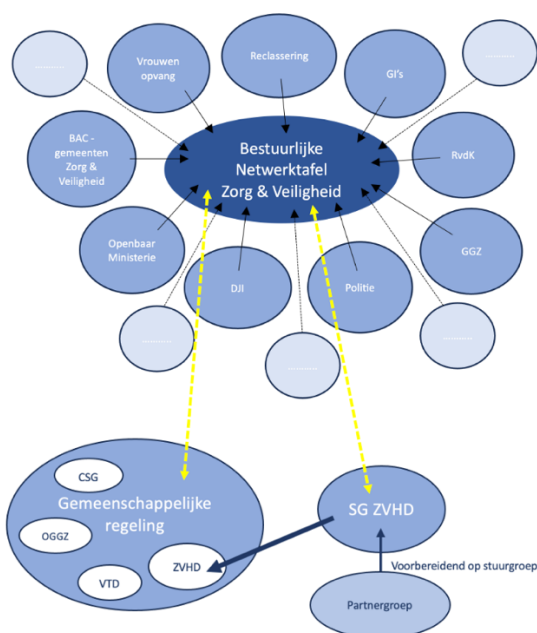 Vrouwen
opvang
Reclassering
GI's
..........
..........
BAC -
gemeenten
Zorg &
Veiligheid
Bestuurlijke
Netwerktafel
Zorg & Veiligheid
RvdK
Openbaar
Ministerie
DJI
Politie
GGZ
..........
..........
..........
CSG
Gemeenschappelijke
regeling
OGGZ
ZVHD
VTD
SG ZVHD
Voorbereidend op stuurgroep
Partnergroep